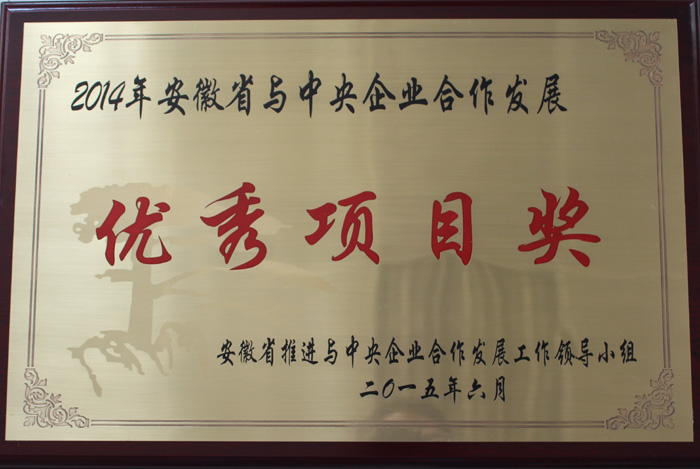 2014年安徽省与中央企业合作发展
优秀项目奖
安徽省推进与中央企业合作发展工作领导小组
二〇一五年六月